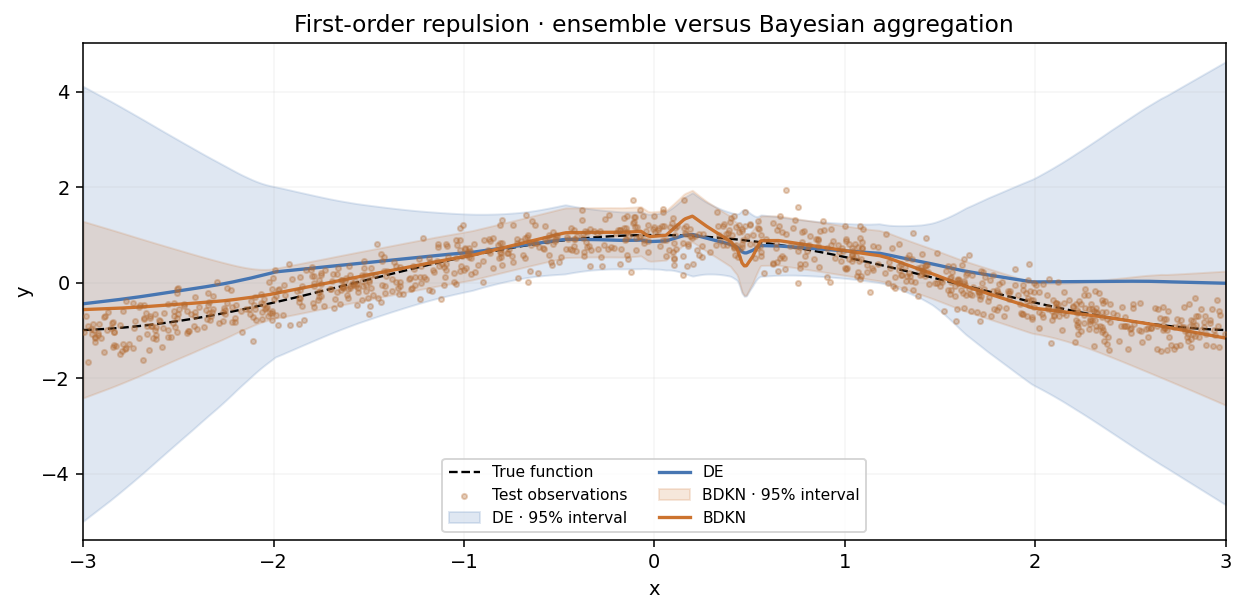 First-order repulsion · ensemble versus Bayesian aggregation
y
4
2
0
−2
−4
True function
Test observations
DE · 95% interval
DE
BDKN · 95% interval
BDKN
−3 −2 −1 0 1 2 3
x